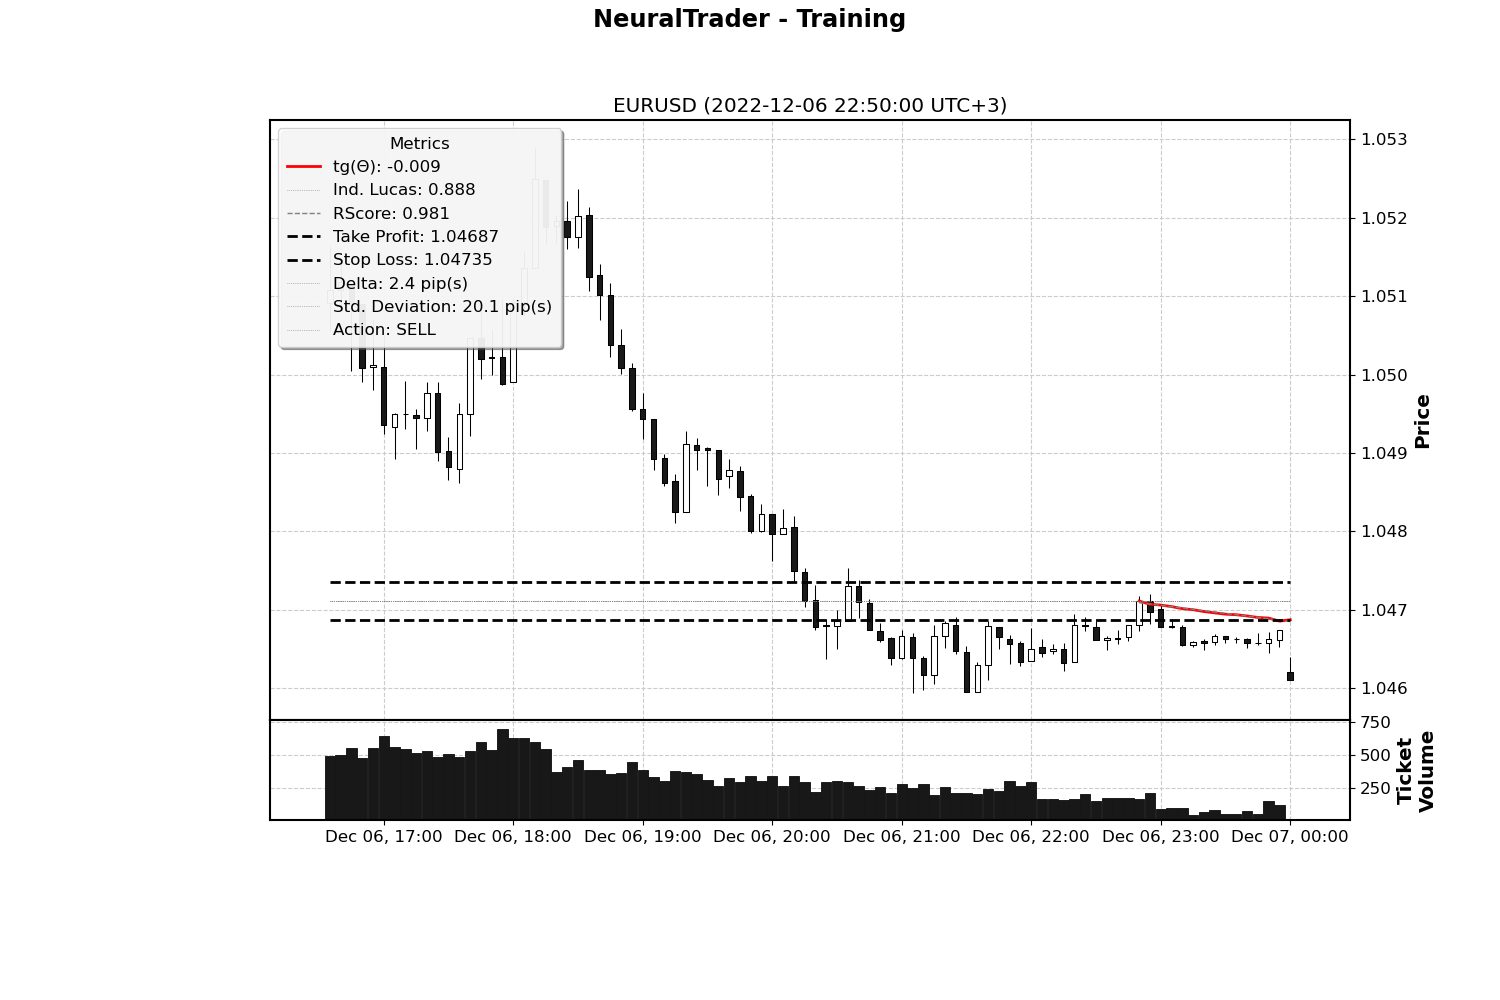 NeuralTrader - Training
EURUSD (2022-12-06 22:50:00 UTC+3)
Metrics
tg(Θ): -0.009
Ind. Lucas: 0.888
RScore: 0.981
Take Profit: 1.04687
Stop Loss: 1.04735
Delta: 2.4 pip(s)
Std. Deviation: 20.1 pip(s)
Action: SELL
1.053
1.052
1.051
1.050
1.049
1.048
1.047
1.046
Price
750
500
250
Ticket
Volume
Dec 06, 17:00 Dec 06, 18:00 Dec 06, 19:00 Dec 06, 20:00 Dec 06, 21:00 Dec 06, 22:00 Dec 06, 23:00 Dec 07, 00:00